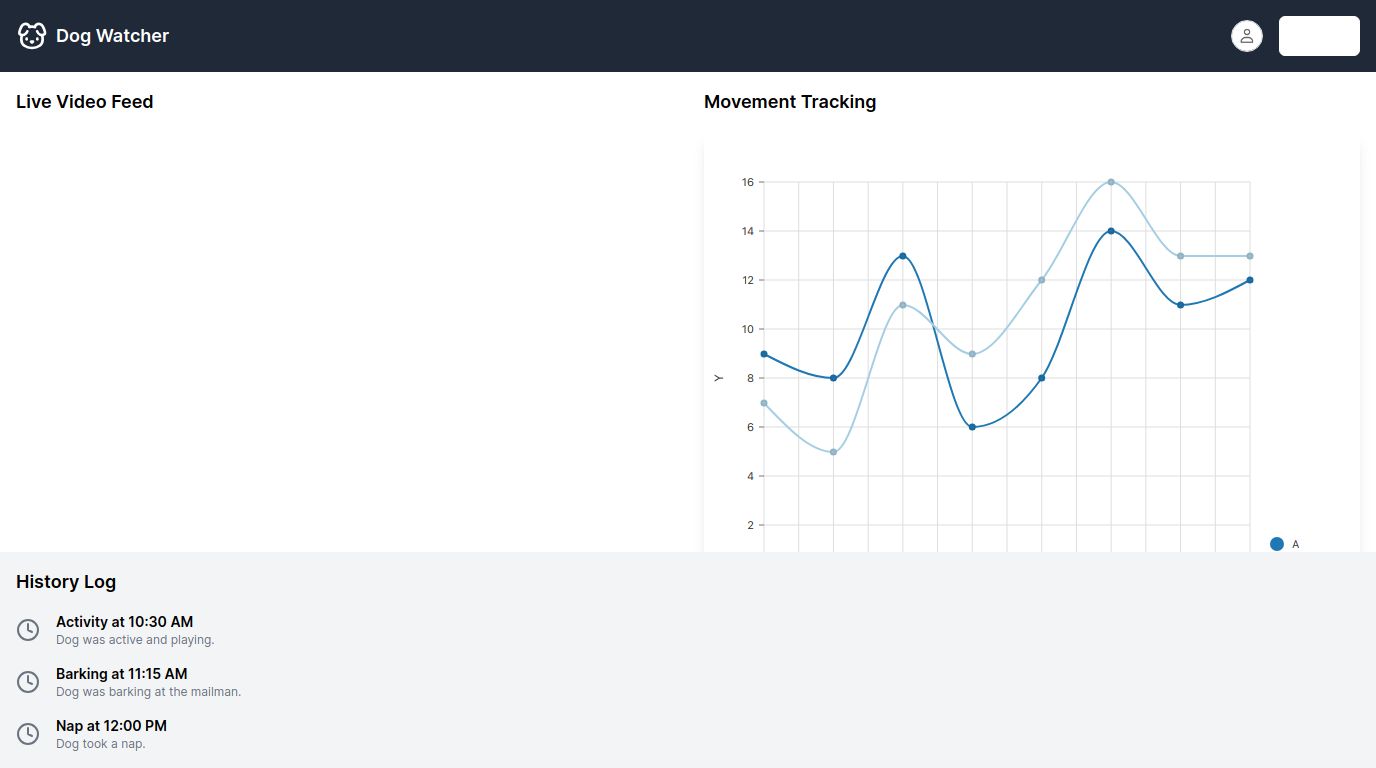 Dog Watcher
Live Video Feed
Movement Tracking
16
14
12
10
8
6
4
2
Y
A
History Log
Activity at 10:30 AM
Dog was active and playing.
Barking at 11:15 AM
Dog was barking at the mailman.
Nap at 12:00 PM
Dog took a nap.